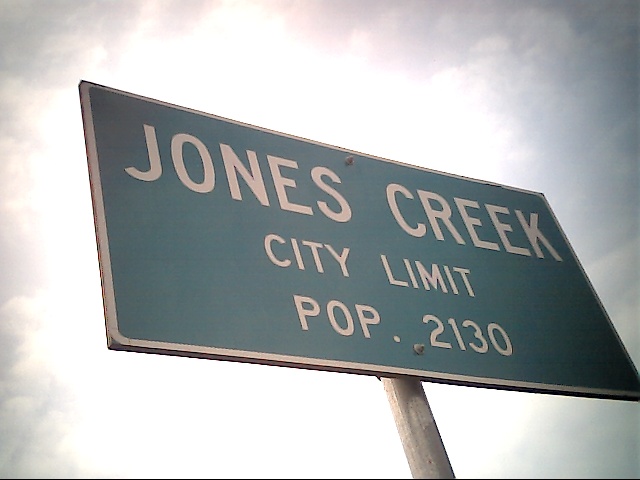 JONES CREEK
CITY LIMIT
POP. 2130